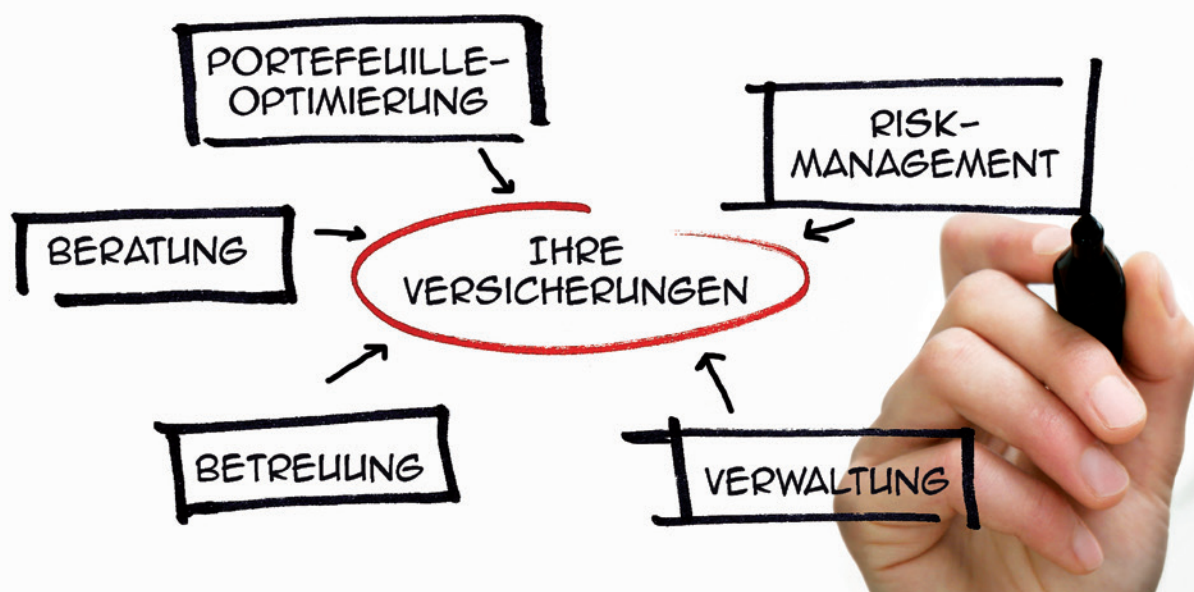 PORTEFEUILLE-
OPTIMIERUNG
RISK-
MANAGEMENT
BERATUNG
IHRE
VERSICHERUNGEN
BETREUUNG
VERWALTUNG